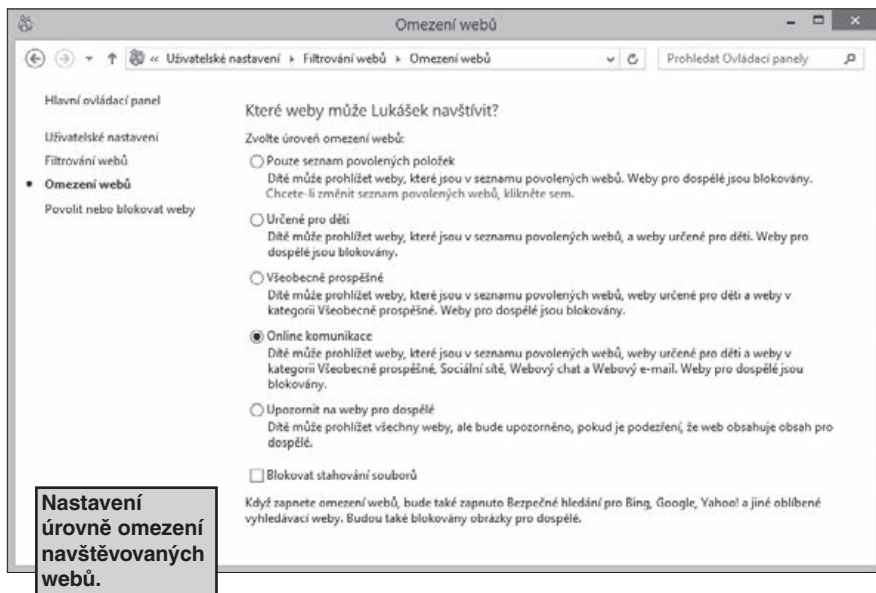 Omezení webů
« Uživatelské nastavení ▸ Filtrování webů ▸ Omezení webů
Prohledat Ovládací panely
Hlavní ovládací panel
Uživatelské nastavení
Filtrování webů
• Omezení webů
Povolit nebo blokovat weby
Které weby může Lukášek navštívit?
Zvolte úroveň omezení webů:
Pouze seznam povolených položek
Dítě může prohlížet weby, které jsou v seznamu povolených webů. Weby pro dospělé jsou blokovány.
Chcete-li změnit seznam povolených webů, klikněte sem.
Určené pro děti
Dítě může prohlížet weby, které jsou v seznamu povolených webů, a weby určené pro děti. Weby pro
dospělé jsou blokovány.
Všeobecně prospěšné
Dítě může prohlížet weby, které jsou v seznamu povolených webů, weby určené pro děti a weby v
kategorii Všeobecně prospěšné. Weby pro dospělé jsou blokovány.
Online komunikace
Dítě může prohlížet weby, které jsou v seznamu povolených webů, weby určené pro děti a weby v
kategorii Všeobecně prospěšné, Sociální sítě, Webový chat a Webový e-mail. Weby pro dospělé jsou
blokovány.
Upozornit na weby pro dospělé
Dítě může prohlížet všechny weby, ale bude upozorněno, pokud je podezření, že web obsahuje obsah pro
dospělé.
Blokovat stahování souborů
Když zapnete omezení webů, bude také zapnuto Bezpečné hledání pro Bing, Google, Yahoo! a jiné oblíbené
vyhledávací weby. Budou také blokovány obrázky pro dospělé.
Nastavení
úrovně omezení
navštěvovaných
webů.